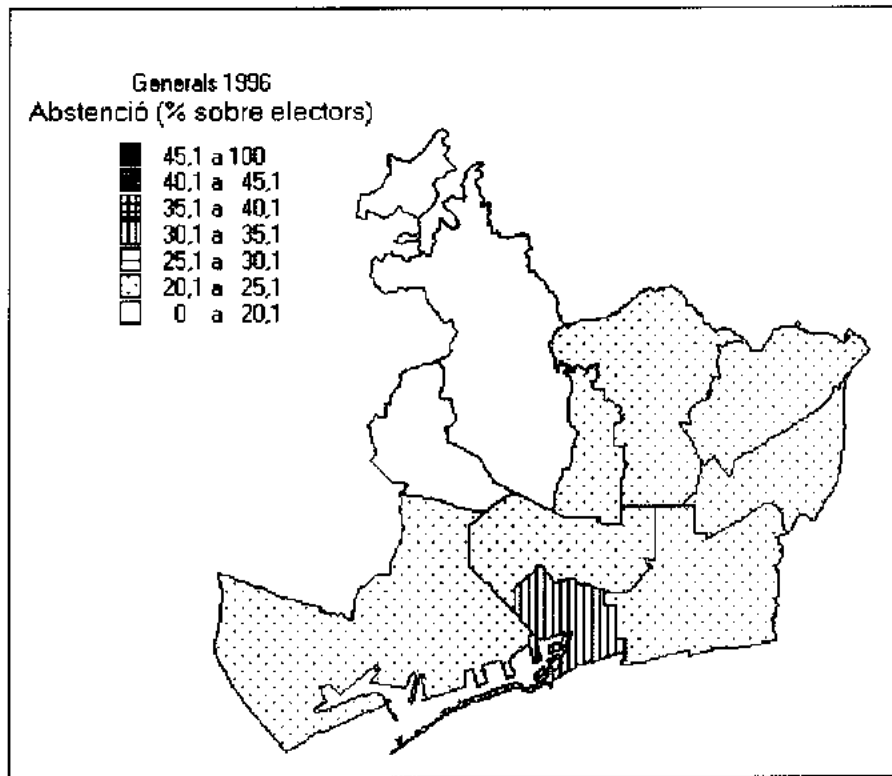 Generals 1996
Abstenció (% sobre electors)
45,1 a 100
40,1 a 45,1
35,1 a 40,1
30,1 a 35,1
25,1 a 30,1
20,1 a 25,1
0 a 20,1